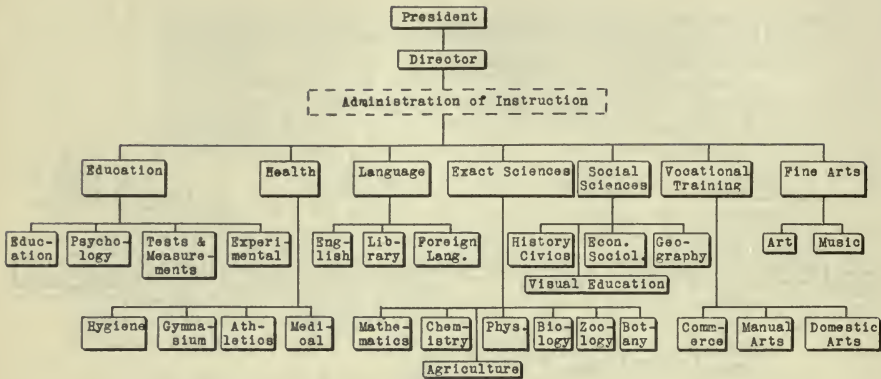 President
Director
Administration of Instruction
Education
Health
Language
Exact Sciences
Social
Sciences
Vocational
Training
Fine Arts
Educ-
ation
Psycho-
logy
Tests &
Measure-
ments
Experi-
mental
Eng-
lish
Lib-
rary
Foreign
Lang.
History
Civics
Econ.
Sociol.
Geo-
graphy
Art
Music
Visual Education
Hygiene
Gymna-
sium
Ath-
letics
Medi-
cal
Mathe-
matics
Chem-
istry
Phys.
Bio-
logy
Zoo-
logy
Bot-
any
Comm-
erce
Manual
Arts
Domestic
Arts
Agriculture